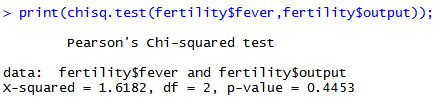 > print(chisq.test(fertility$fever,fertility$output));
Pearson's Chi-squared test
data:  fertility$fever and fertility$output
X-squared = 1.6182, df = 2, p-value = 0.4453